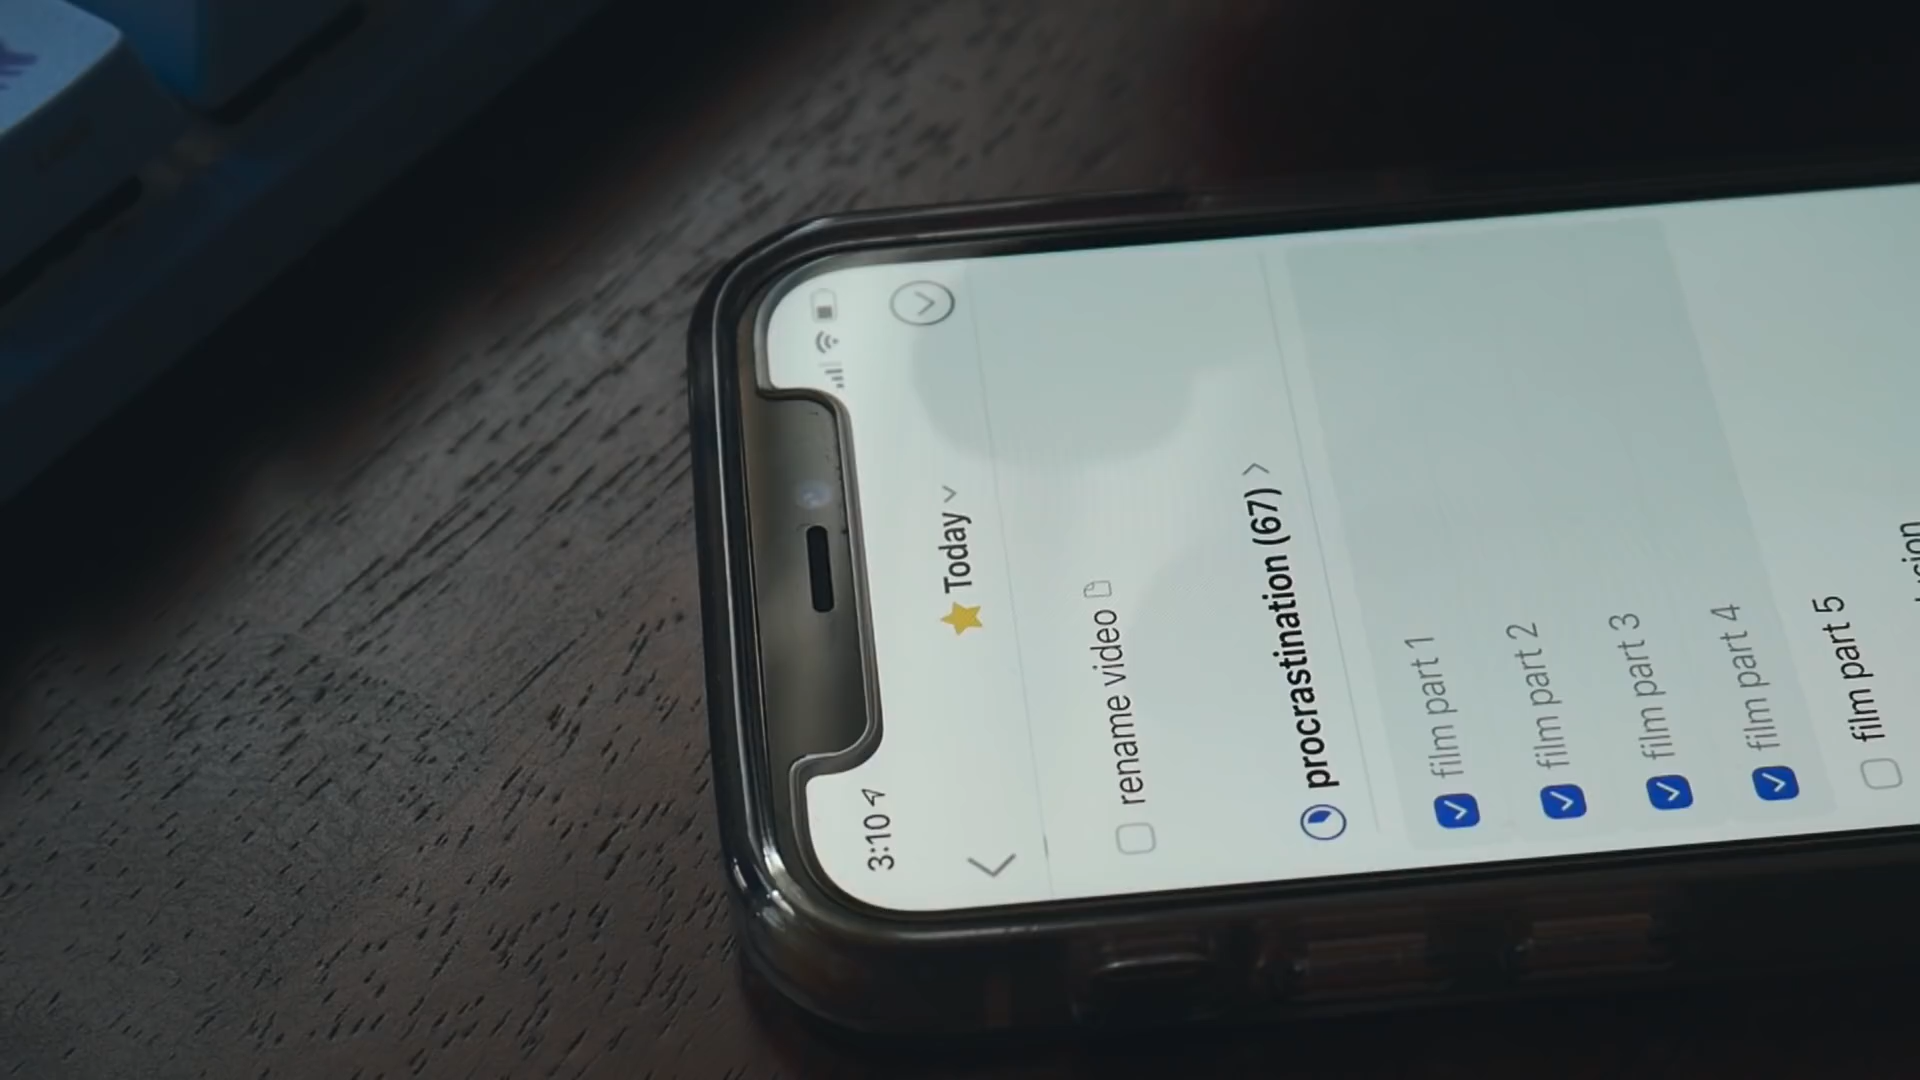 3:10
Today
rename video
procrastination (67)
film part 1
film part 2
film part 3
film part 4
film part 5